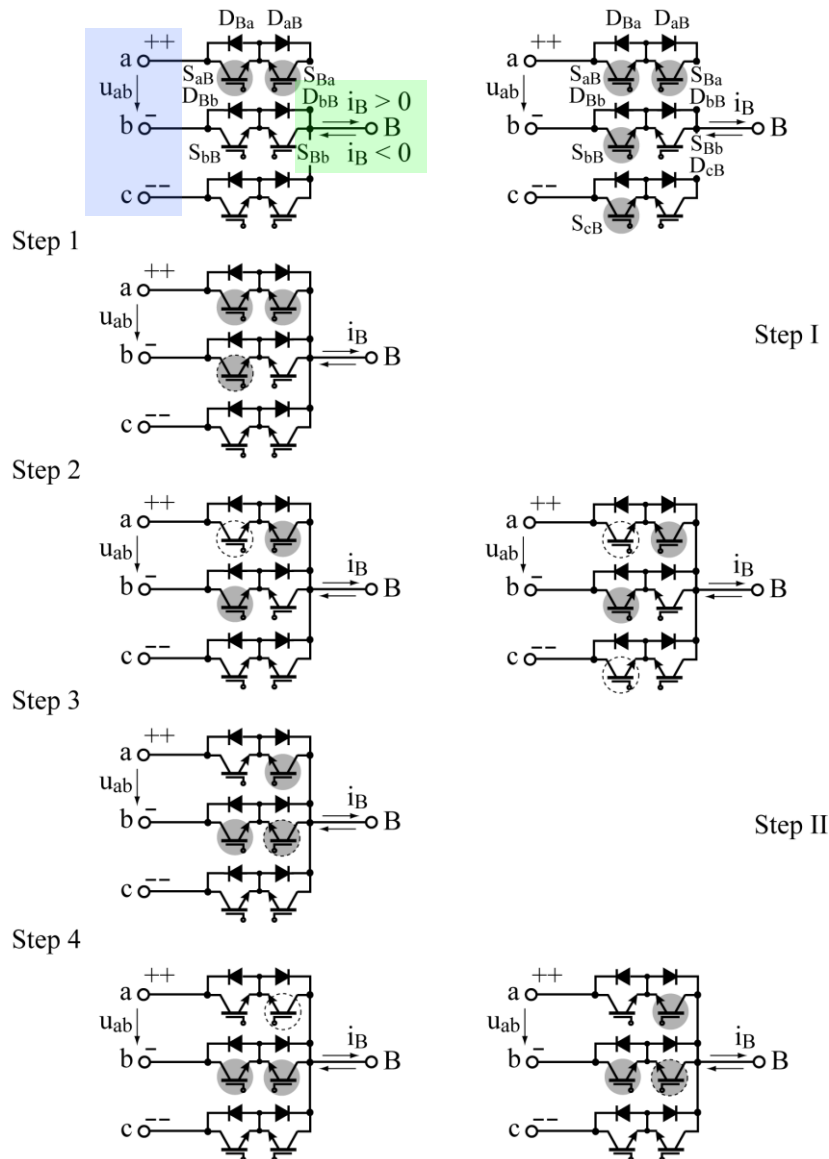 D_Ba D_aB D_Ba D_aB
a ++ a ++
S_aB S_Ba S_aB S_Ba
u_ab D_Bb D_bB i_B > 0 u_ab D_Bb D_bB i_B
b - B b - B
S_bB S_Bb i_B < 0 S_bB S_Bb
D_cB
c -- c --
S_cB
Step 1
a ++
u_ab i_B Step I
b - B
c --
Step 2
a ++ a ++
u_ab i_B u_ab i_B
b - B b - B
c -- c --
Step 3
a ++
u_ab i_B
b - B Step II
c --
Step 4
a ++ a ++
u_ab i_B u_ab i_B
b - B b - B
c -- c --